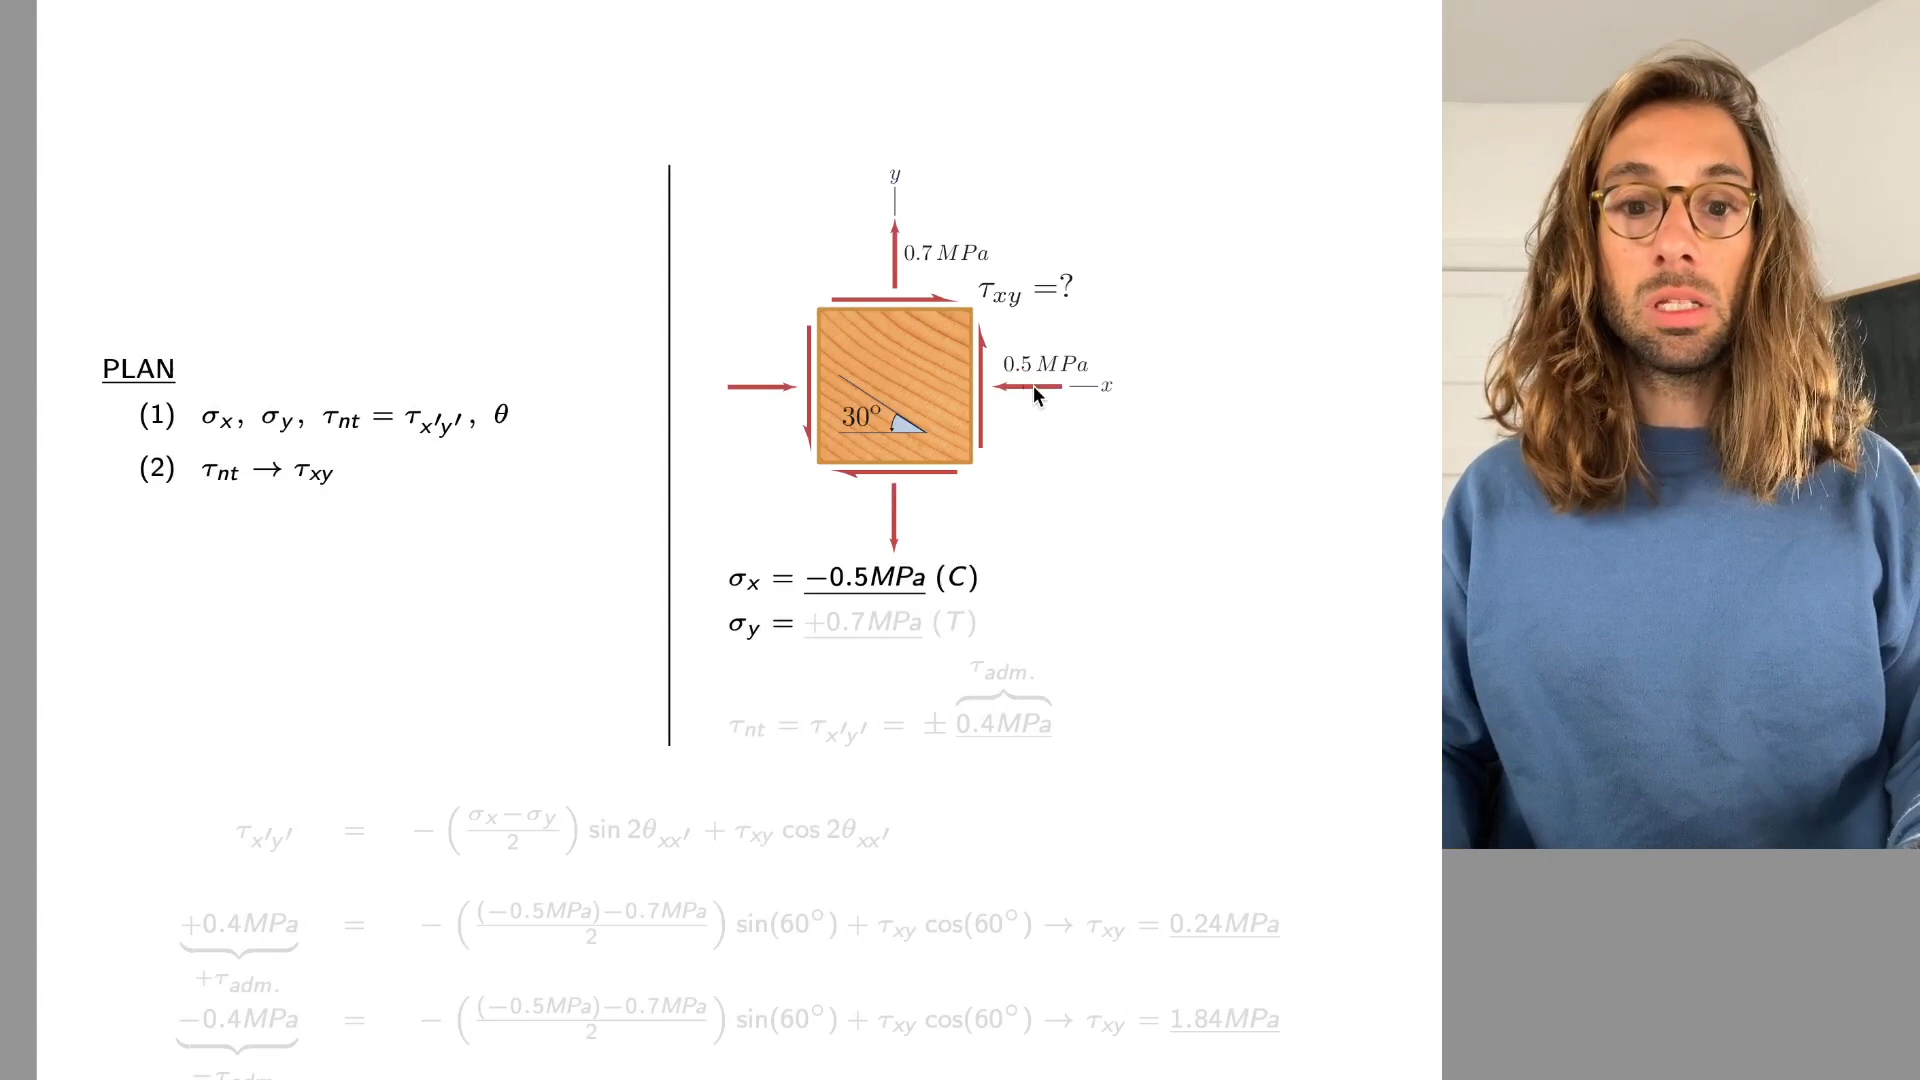 PLAN
(1) σx, σy, τnt = τx′y′, θ
(2) τnt → τxy
y
0.7 MPa
τxy =?
0.5 MPa
x
30°
σx = −0.5MPa (C)
σy = +0.7MPa (T)
τadm.
τnt = τx′y′ = ± 0.4MPa
τx′y′ = −((σx−σy)/2) sin 2θxx′ + τxy cos 2θxx′
+0.4MPa = −(((−0.5MPa)−0.7MPa)/2) sin(60°) + τxy cos(60°) → τxy = 0.24MPa
+τadm.
−0.4MPa = −(((−0.5MPa)−0.7MPa)/2) sin(60°) + τxy cos(60°) → τxy = 1.84MPa